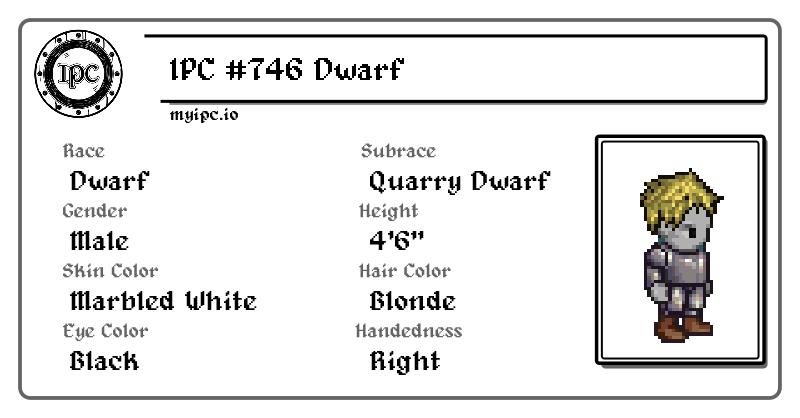 IPC
IPC #746 Dwarf
myipc.io
Race
Dwarf
Subrace
Quarry Dwarf
Gender
Male
Height
4'6"
Skin Color
Marbled White
Hair Color
Blonde
Eye Color
Black
Handedness
Right